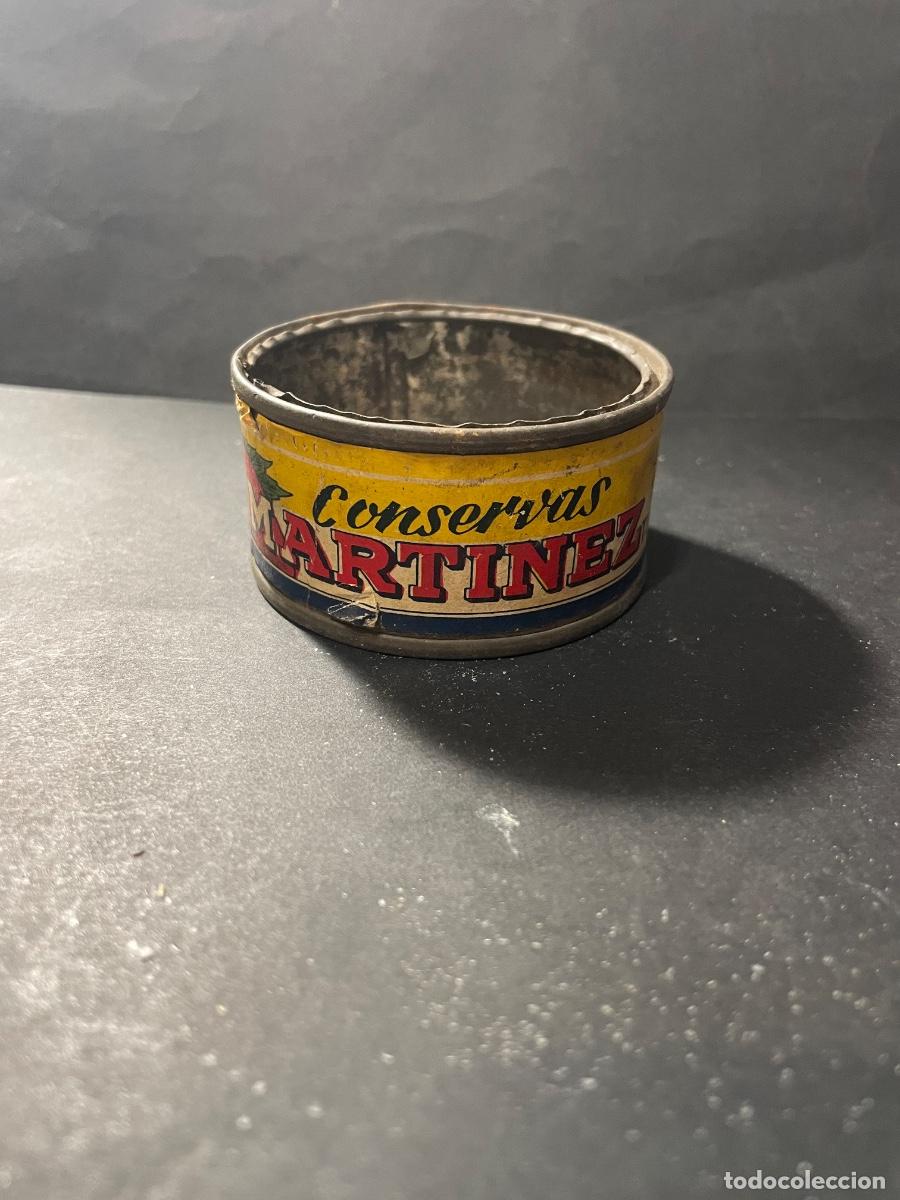 Conservas
MARTINEZ
todocoleccion